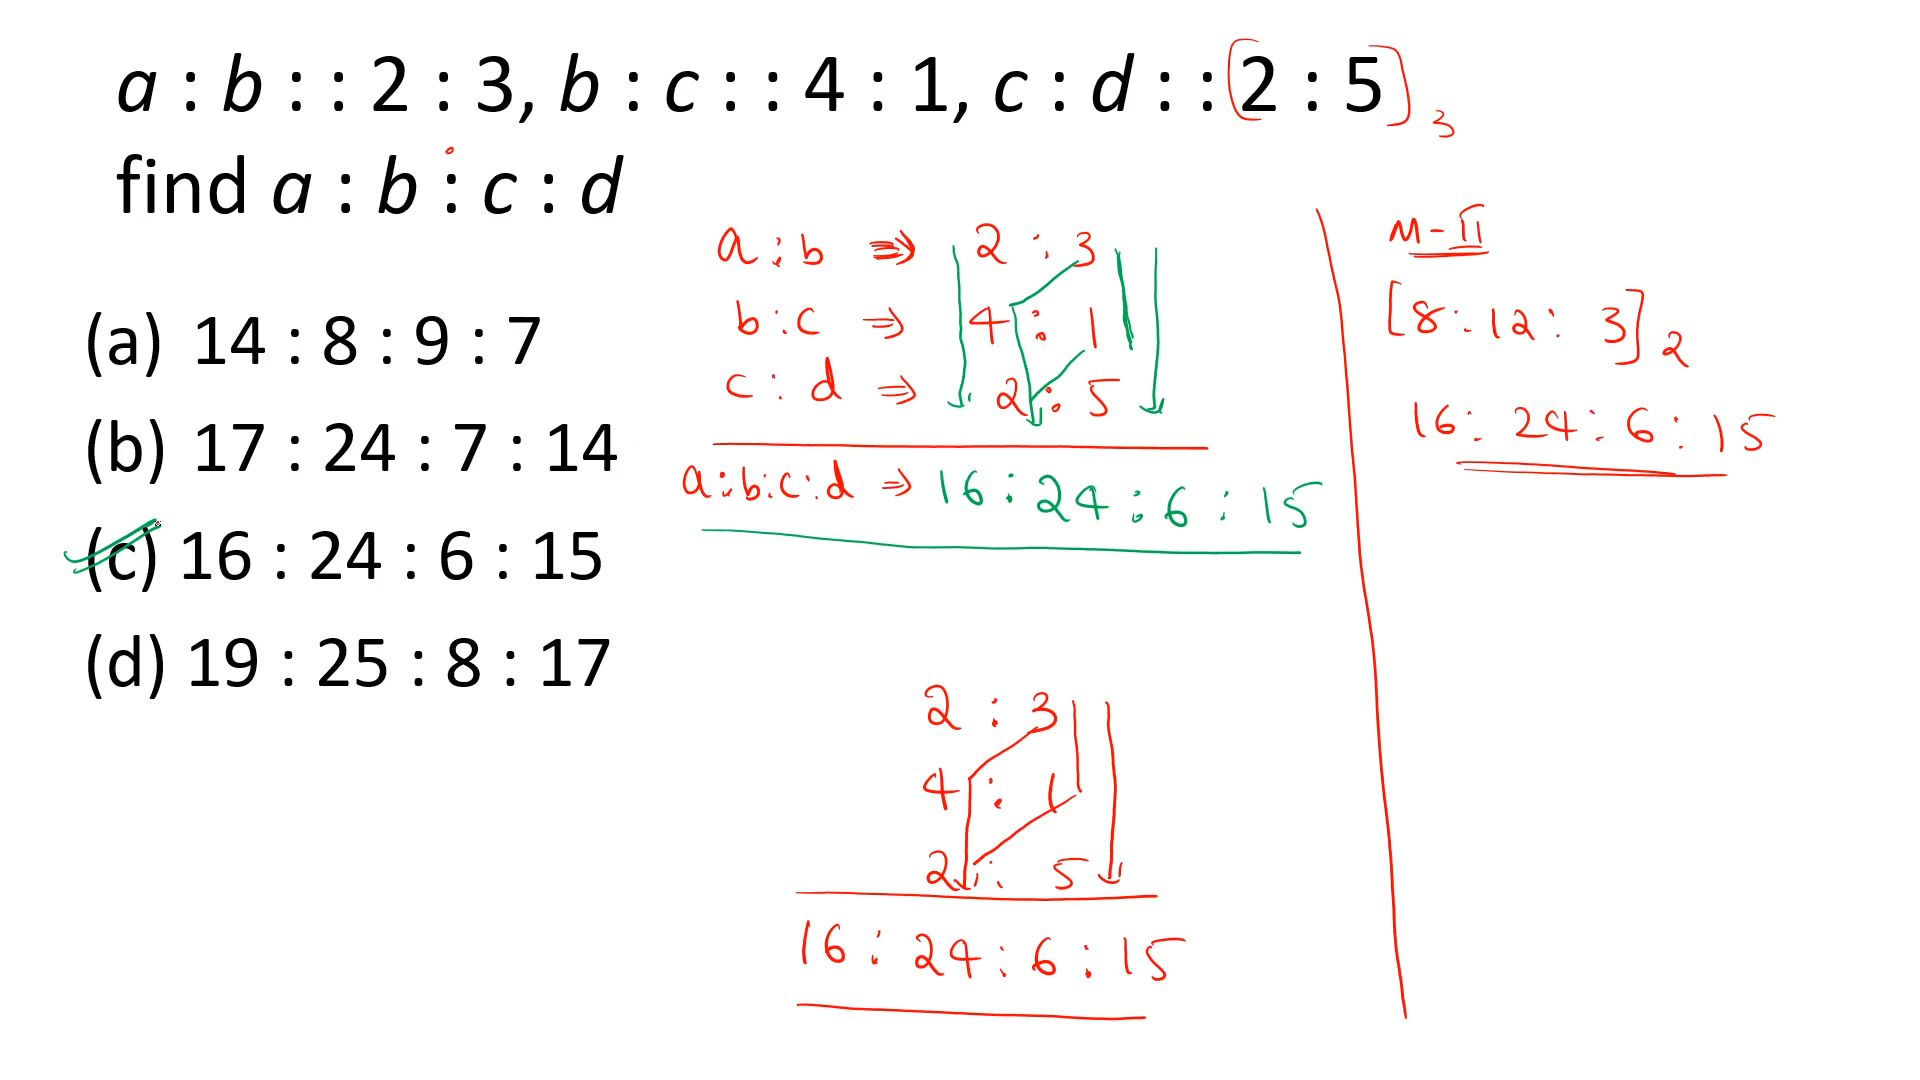 a : b : : 2 : 3, b : c : : 4 : 1, c : d : : [2 : 5]3
find a : b : c : d
(a) 14 : 8 : 9 : 7
(b) 17 : 24 : 7 : 14
(c) 16 : 24 : 6 : 15
(d) 19 : 25 : 8 : 17
a : b ⇒ 2 : 3
b : c ⇒ 4 : 1
c : d ⇒ 2 : 5
a : b : c : d ⇒ 16 : 24 : 6 : 15
2 : 3
4 : 1
2 : 5
16 : 24 : 6 : 15
M - II
[8 : 12 : 3]2
16 : 24 : 6 : 15